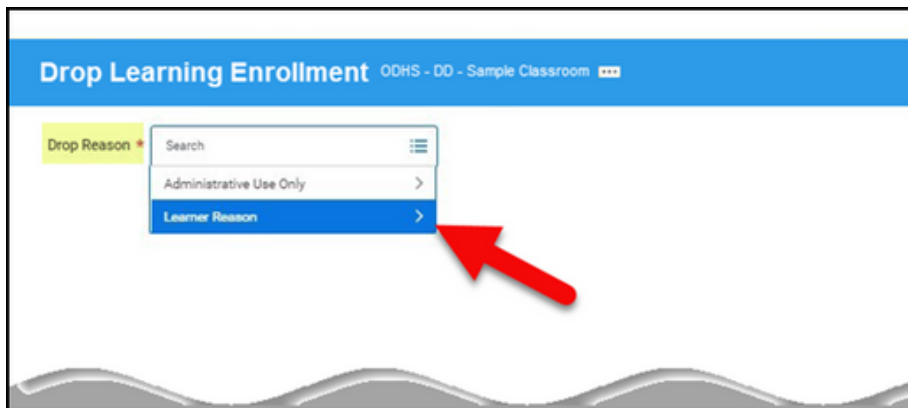 Drop Learning Enrollment ODHS - DD - Sample Classroom
Drop Reason * Search
Administrative Use Only
Learner Reason